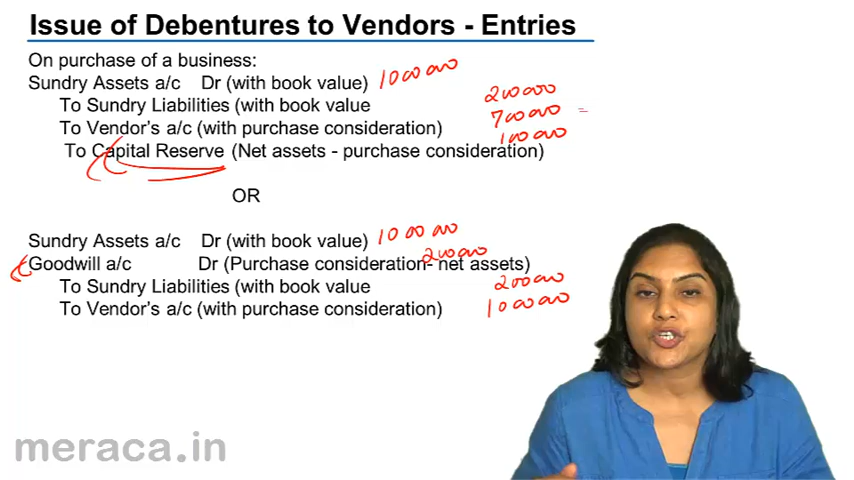 Issue of Debentures to Vendors - Entries
On purchase of a business:
Sundry Assets a/c Dr (with book value) 1000000
To Sundry Liabilities (with book value 200000
To Vendor's a/c (with purchase consideration) 700000 =
To Capital Reserve (Net assets - purchase consideration) 100000
OR
Sundry Assets a/c Dr (with book value) 1000000
Goodwill a/c Dr (Purchase consideration- net assets) 200000
To Sundry Liabilities (with book value 200000
To Vendor's a/c (with purchase consideration) 1000000
meraca.in